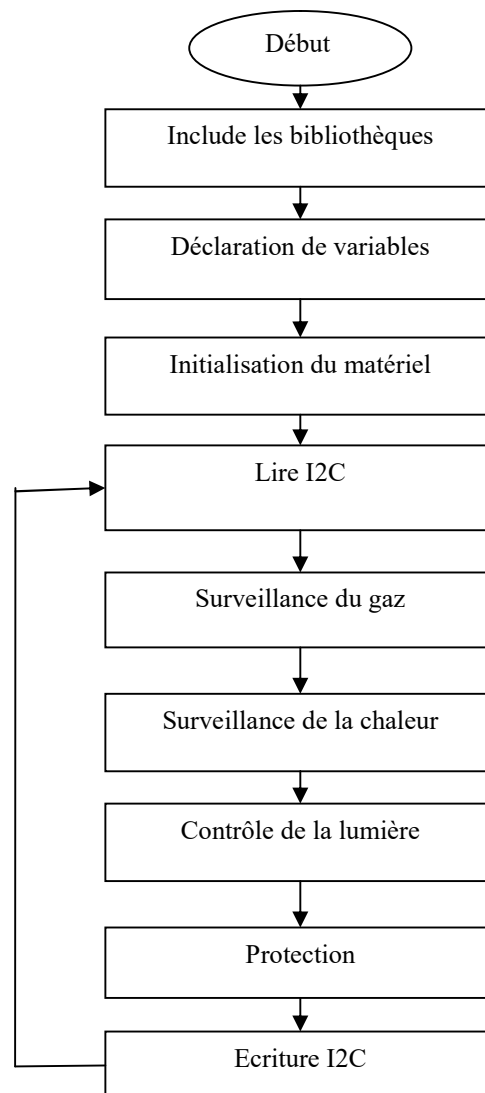 Début
Include les bibliothèques
Déclaration de variables
Initialisation du matériel
Lire I2C
Surveillance du gaz
Surveillance de la chaleur
Contrôle de la lumière
Protection
Ecriture I2C